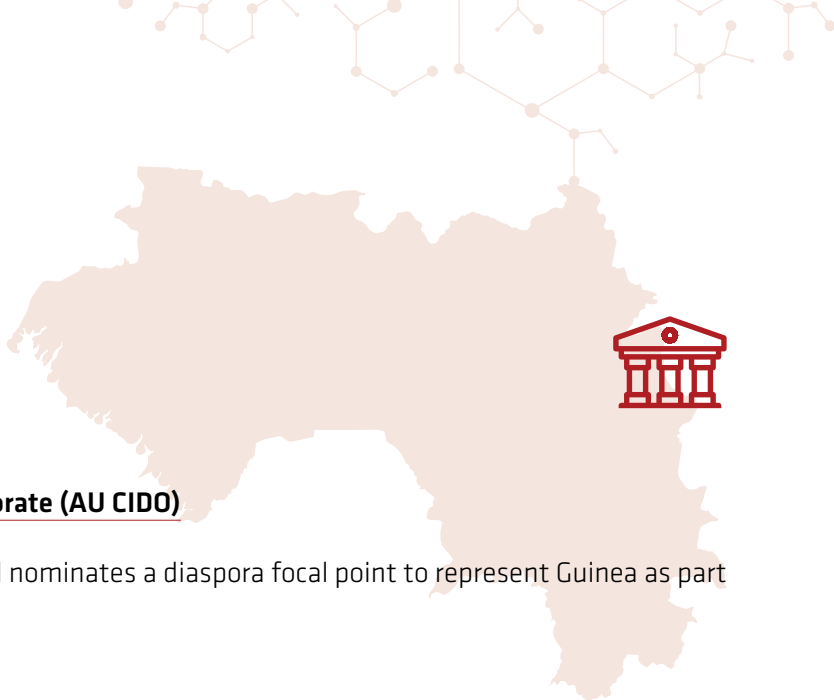 orate (AU CIDO)
nominates a diaspora focal point to represent Guinea as part